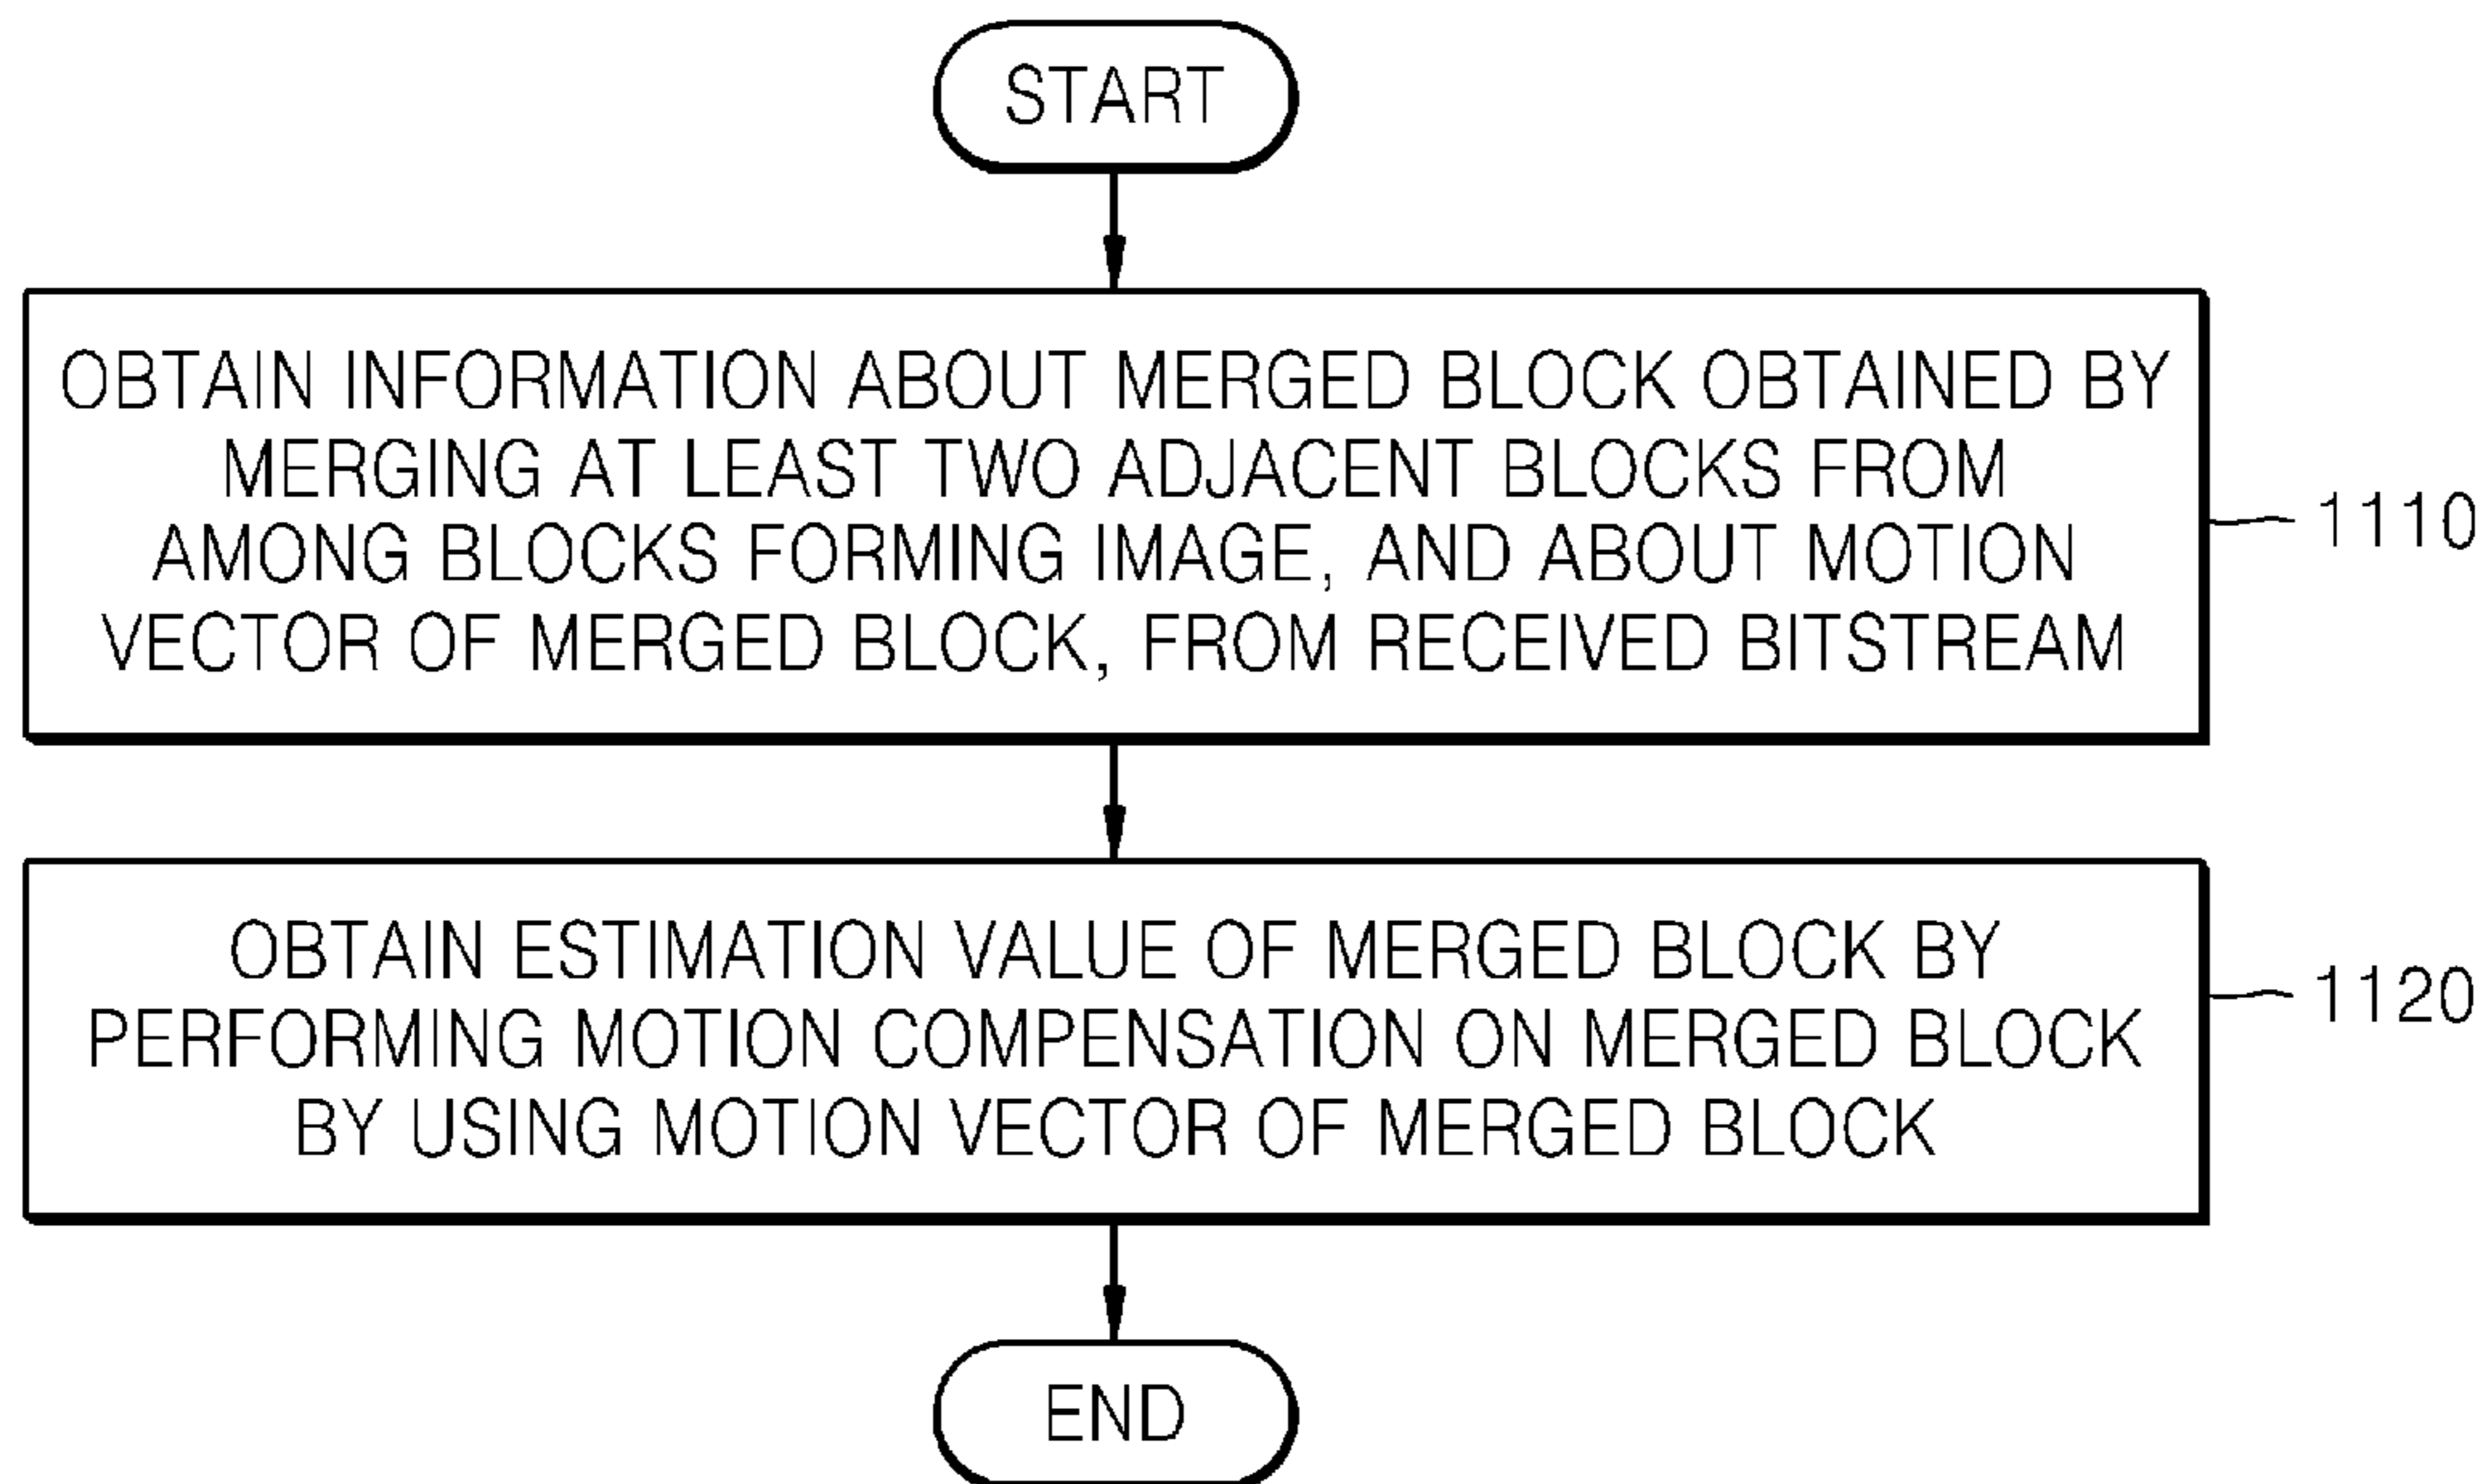 START
OBTAIN INFORMATION ABOUT MERGED BLOCK OBTAINED BY
MERGING AT LEAST TWO ADJACENT BLOCKS FROM
AMONG BLOCKS FORMING IMAGE, AND ABOUT MOTION
VECTOR OF MERGED BLOCK, FROM RECEIVED BITSTREAM
1110
OBTAIN ESTIMATION VALUE OF MERGED BLOCK BY
PERFORMING MOTION COMPENSATION ON MERGED BLOCK
BY USING MOTION VECTOR OF MERGED BLOCK
1120
END